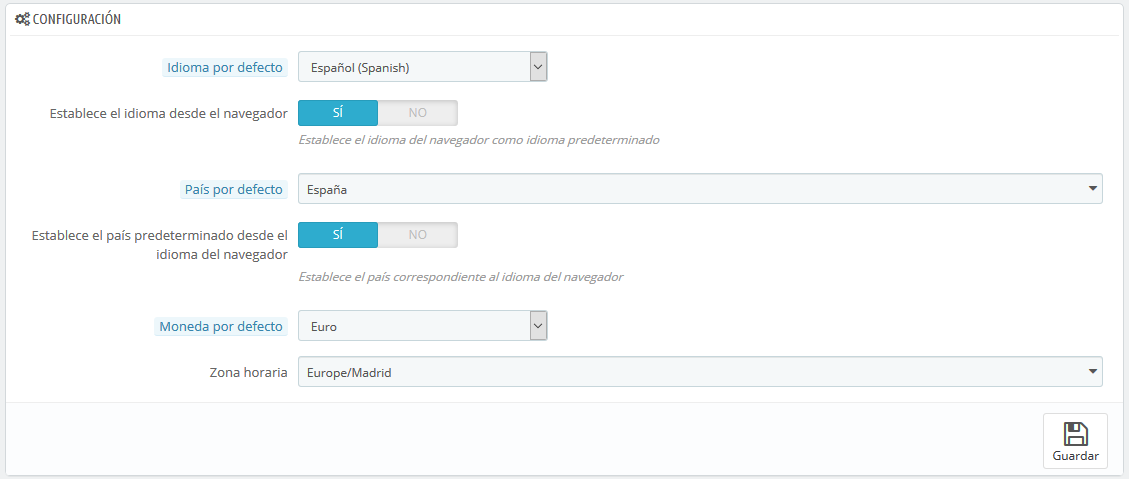 CONFIGURACIÓN
Idioma por defecto
Español (Spanish)
Establece el idioma desde el navegador
SÍ
NO
Establece el idioma del navegador como idioma predeterminado
País por defecto
España
Establece el país predeterminado desde el
idioma del navegador
SÍ
NO
Establece el país correspondiente al idioma del navegador
Moneda por defecto
Euro
Zona horaria
Europe/Madrid
Guardar